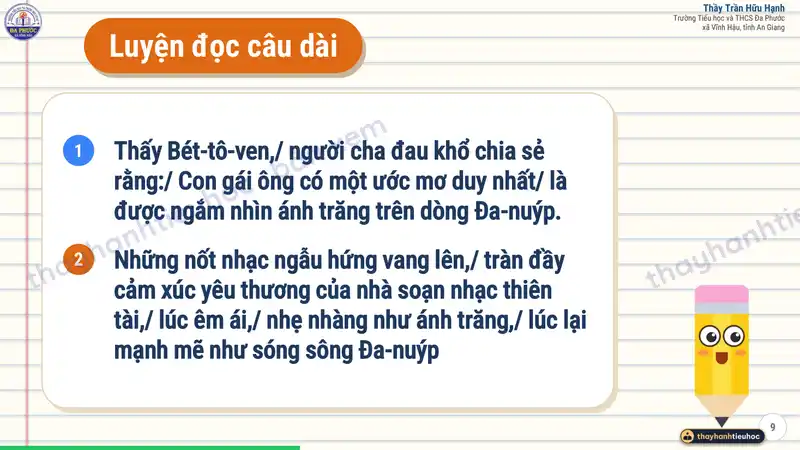 Thầy Trần Hữu Hạnh
Trường Tiểu học và THCS Đa Phước
xã Vĩnh Hậu, tỉnh An Giang
ĐA PHƯỚC
Luyện đọc câu dài
1
Thấy Bét-tô-ven,/ người cha đau khổ chia sẻ
rằng:/ Con gái ông có một ước mơ duy nhất/ là
được ngắm nhìn ánh trăng trên dòng Đa-nuýp.
2
Những nốt nhạc ngẫu hứng vang lên,/ tràn đầy
cảm xúc yêu thương của nhà soạn nhạc thiên
tài,/ lúc êm ái,/ nhẹ nhàng như ánh trăng,/ lúc lại
mạnh mẽ như sóng sông Đa-nuýp
9
thayhanhtieuhoc